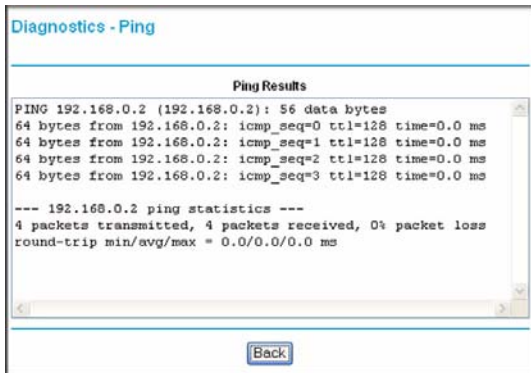 Diagnostics - Ping
Ping Results
PING 192.168.0.2 (192.168.0.2): 56 data bytes
64 bytes from 192.168.0.2: icmp_seq=0 ttl=128 time=0.0 ms
64 bytes from 192.168.0.2: icmp_seq=1 ttl=128 time=0.0 ms
64 bytes from 192.168.0.2: icmp_seq=2 ttl=128 time=0.0 ms
64 bytes from 192.168.0.2: icmp_seq=3 ttl=128 time=0.0 ms
--- 192.168.0.2 ping statistics ---
4 packets transmitted, 4 packets received, 0% packet loss
round-trip min/avg/max = 0.0/0.0/0.0 ms
Back